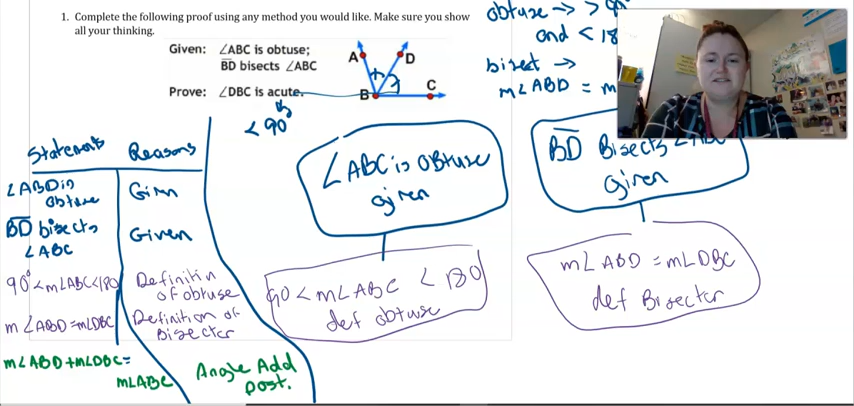 1. Complete the following proof using any method you would like. Make sure you show
all your thinking.
Given: ∠ABC is obtuse;
BD bisects ∠ABC
Prove: ∠DBC is acute.
< 90°
A
D
B
C
obtuse → >
and < 18
bisect →
m∠ABD = m
Statements
Reasons
∠ABD is
obtuse
Given
BD bisects
∠ABC
Given
90° < m∠ABC < 180
Definitin
of obtuse
m∠ABD = m∠DBC
Definition of
Bisector
m∠ABD + m∠DBC =
m∠ABC
Angle Add
post.
∠ABC is obtuse
given
90 < m∠ABC < 180
def obtuse
BD Bisects
given
m∠ABD = m∠DBC
def Bisector